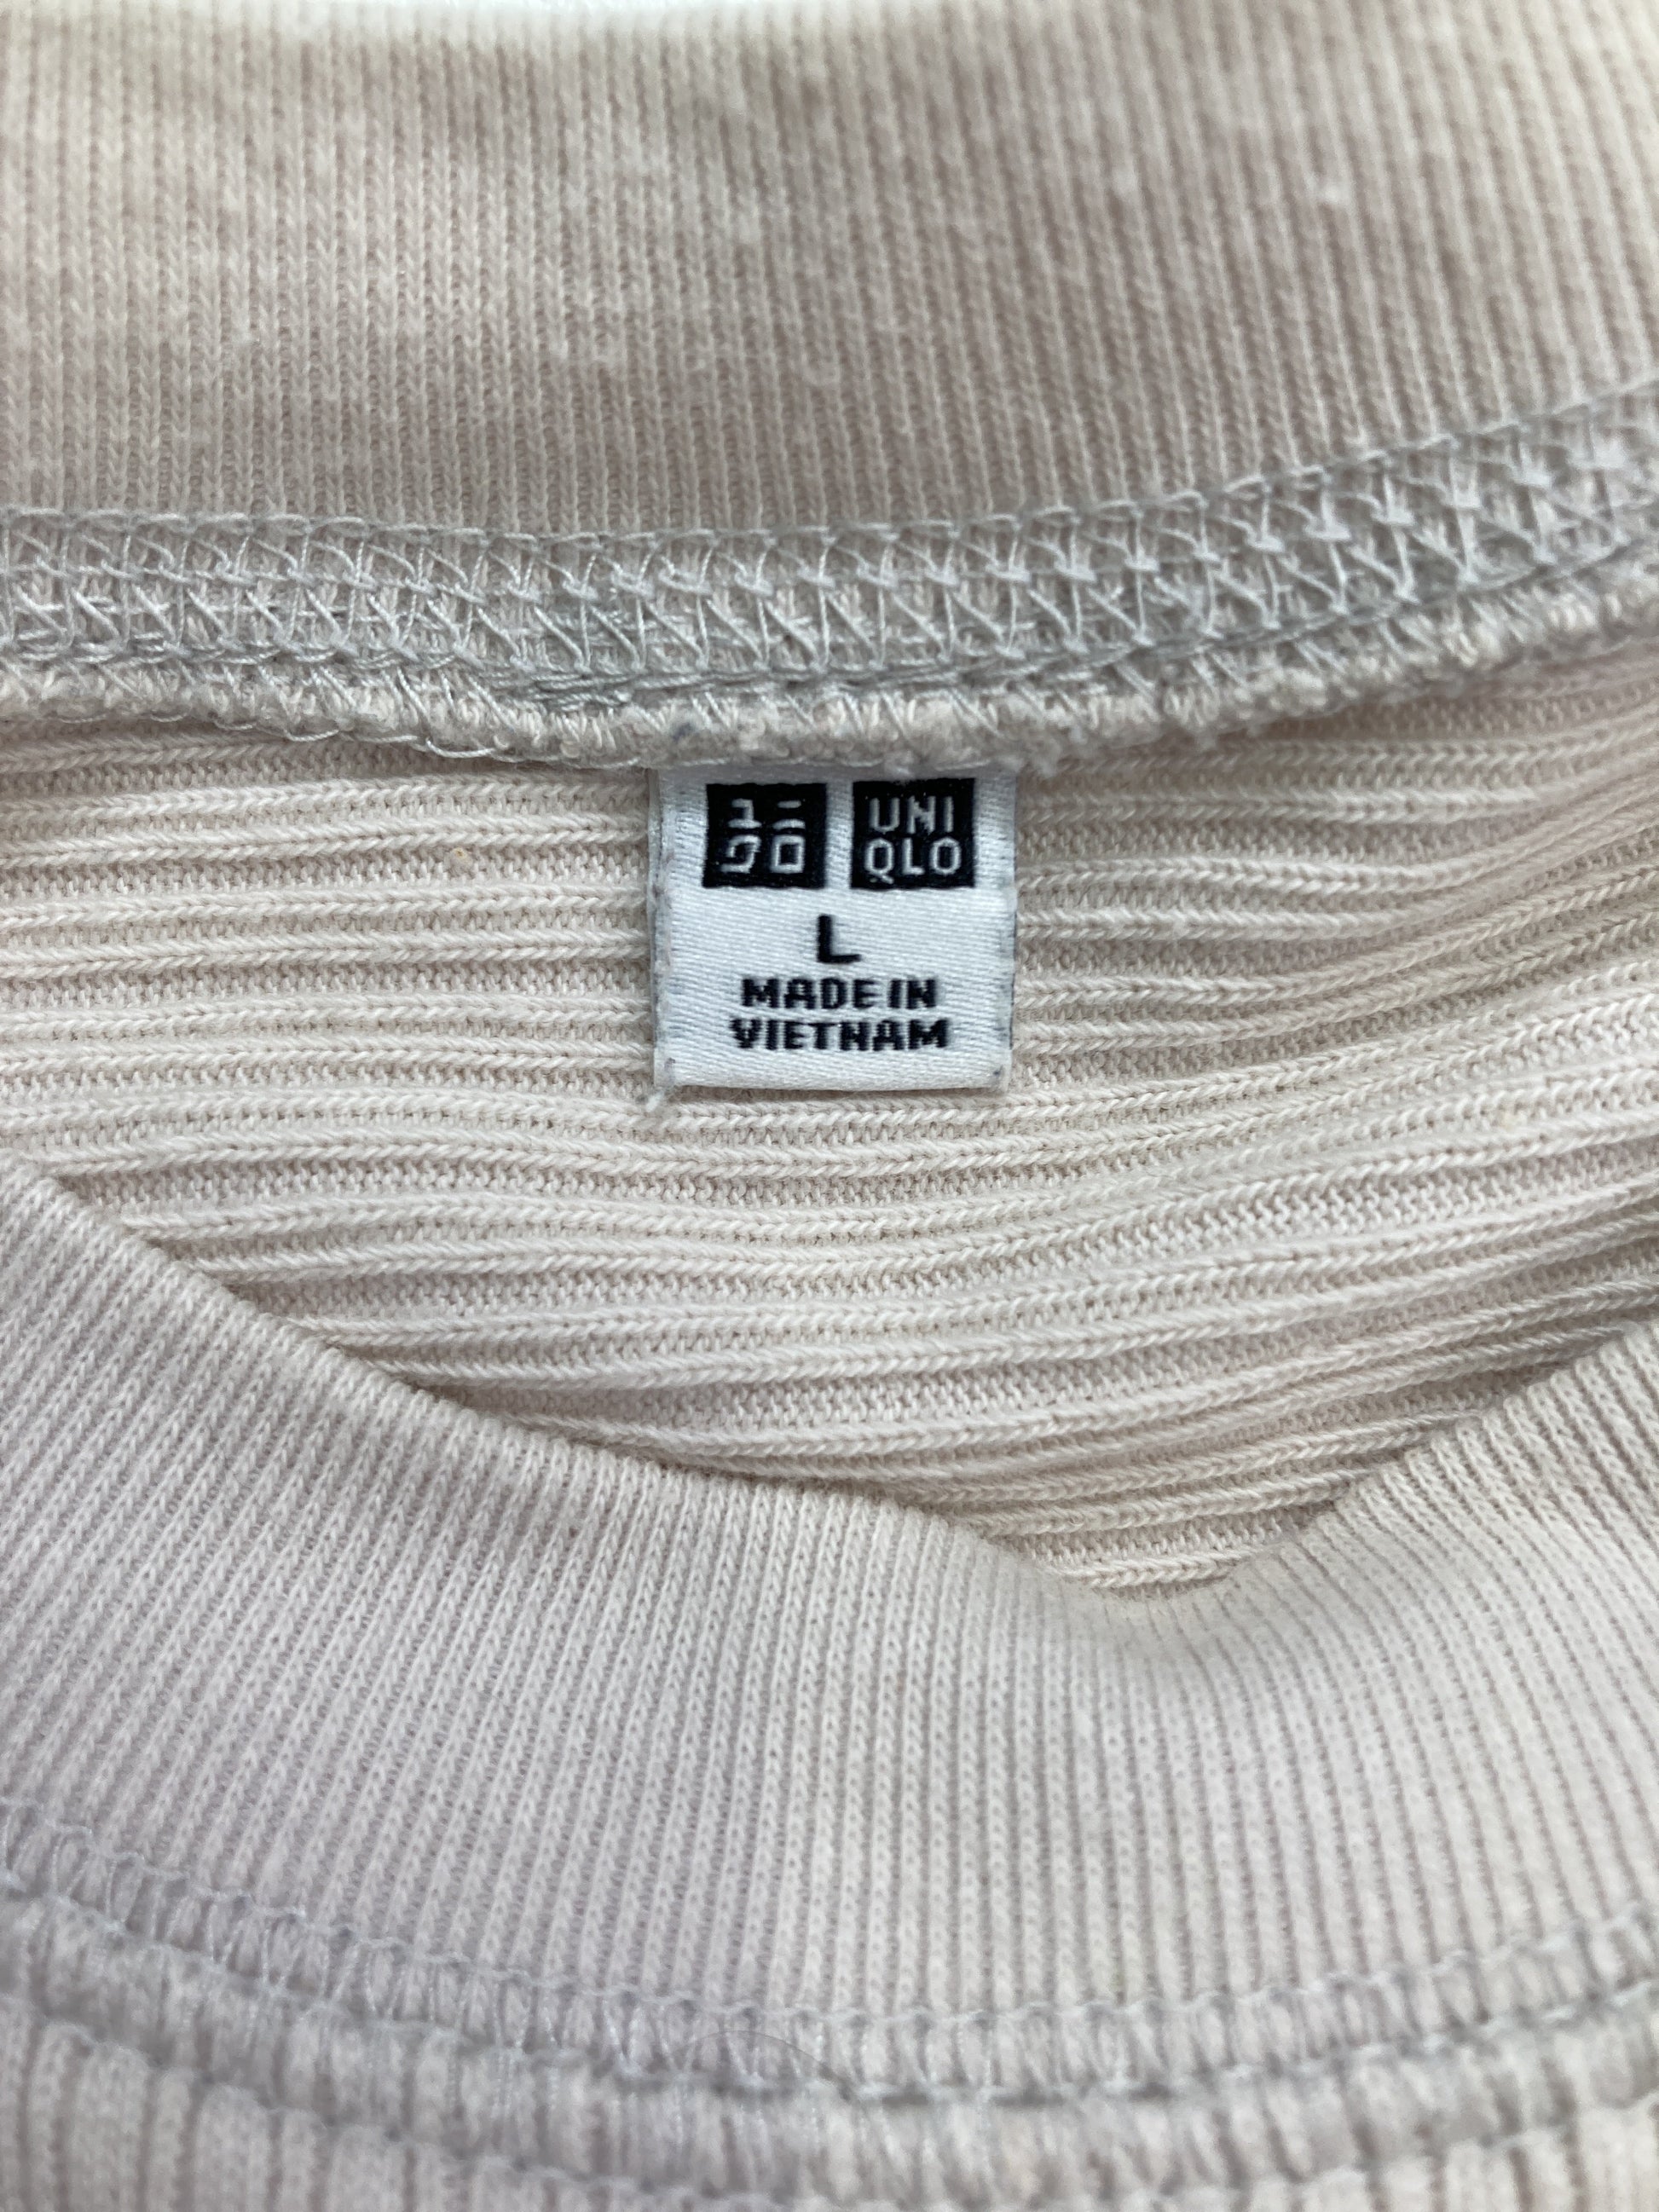 ユニ
クロ
UNI
QLO
L
MADE IN
VIETNAM